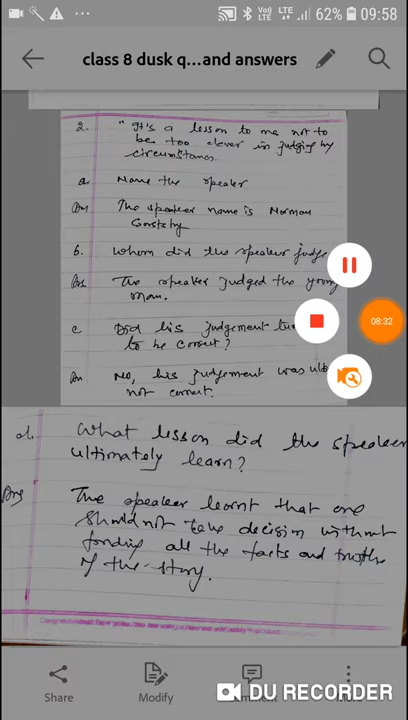 62% 09:58
class 8 dusk q...and answers
2. "It's a lesson to me not to
be too clever in judging by
circumstances.
a. Name the speaker
Ans The speaker name is Norman
Gortsby
b. Whom did the speaker judge
Ans The speaker judged the young
man.
c Did his judgement
to be correct?
An No, his judgement was
not correct.
d. What lesson did the speaker
ultimately learn?
Ans The speaker learnt that one
should not take decision without
finding all the facts and truths
of the story.
08:32
Share Modify
DU RECORDER